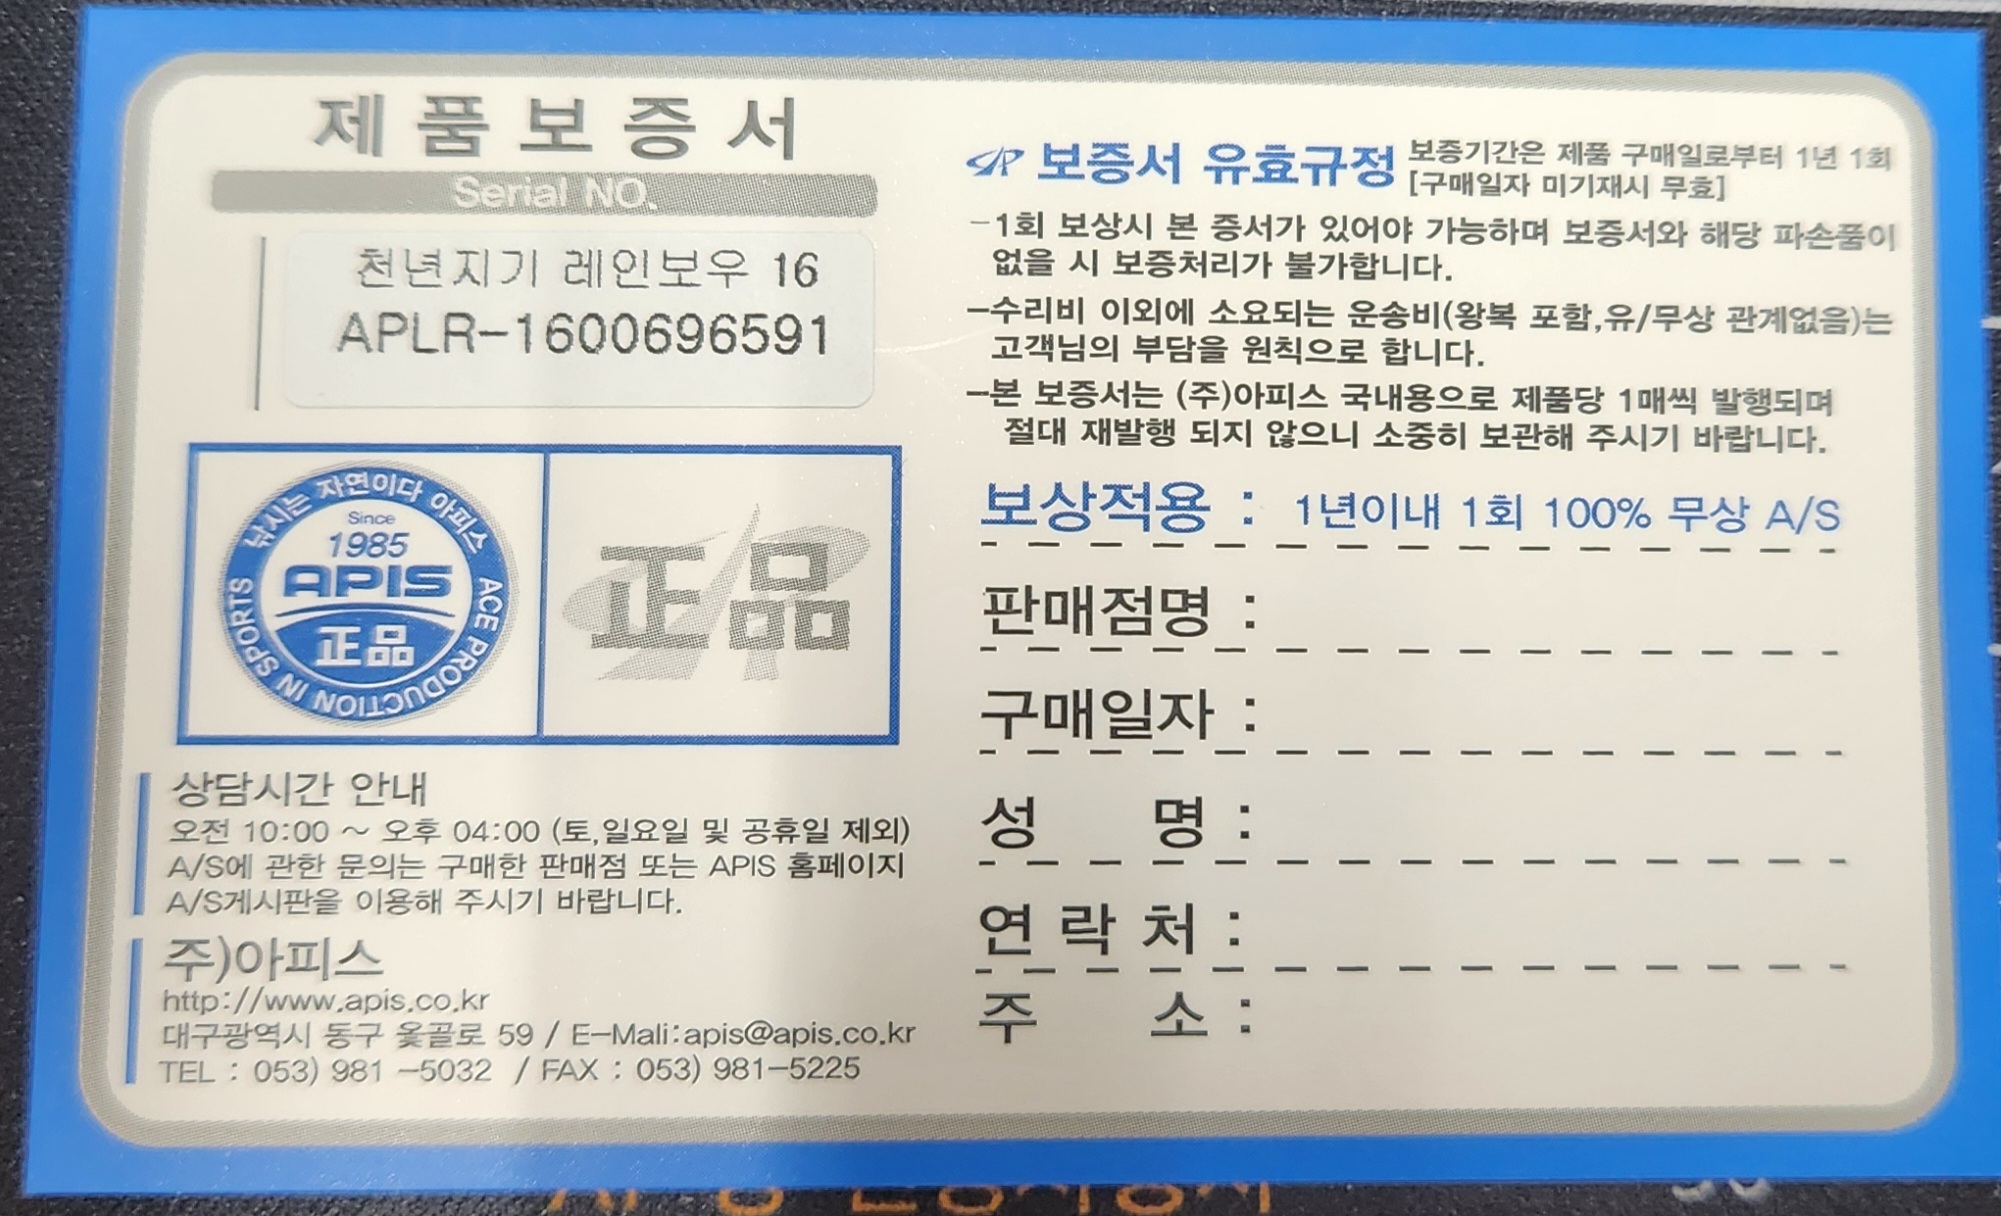 제품보증서
Serial NO.
천년지기 레인보우 16
APLR-1600696591
낚시는 자연이다 아피스
Since
1985
APIS
正品
ACE PRODUCTION IN SPORTS
正品
상담시간 안내
오전 10:00 ~ 오후 04:00 (토,일요일 및 공휴일 제외)
A/S에 관한 문의는 구매한 판매점 또는 APIS 홈페이지
A/S게시판을 이용해 주시기 바랍니다.
주)아피스
http://www.apis.co.kr
대구광역시 동구 옻골로 59 / E-Mali:apis@apis.co.kr
TEL : 053) 981 -5032 / FAX : 053) 981-5225
보증서 유효규정
보증기간은 제품 구매일로부터 1년 1회
[구매일자 미기재시 무효]
-1회 보상시 본 증서가 있어야 가능하며 보증서와 해당 파손품이
없을 시 보증처리가 불가합니다.
-수리비 이외에 소요되는 운송비(왕복 포함,유/무상 관계없음)는
고객님의 부담을 원칙으로 합니다.
-본 보증서는 (주)아피스 국내용으로 제품당 1매씩 발행되며
절대 재발행 되지 않으니 소중히 보관해 주시기 바랍니다.
보상적용 : 1년이내 1회 100% 무상 A/S
판매점명 :
구매일자 :
성 명 :
연락처 :
주 소 :